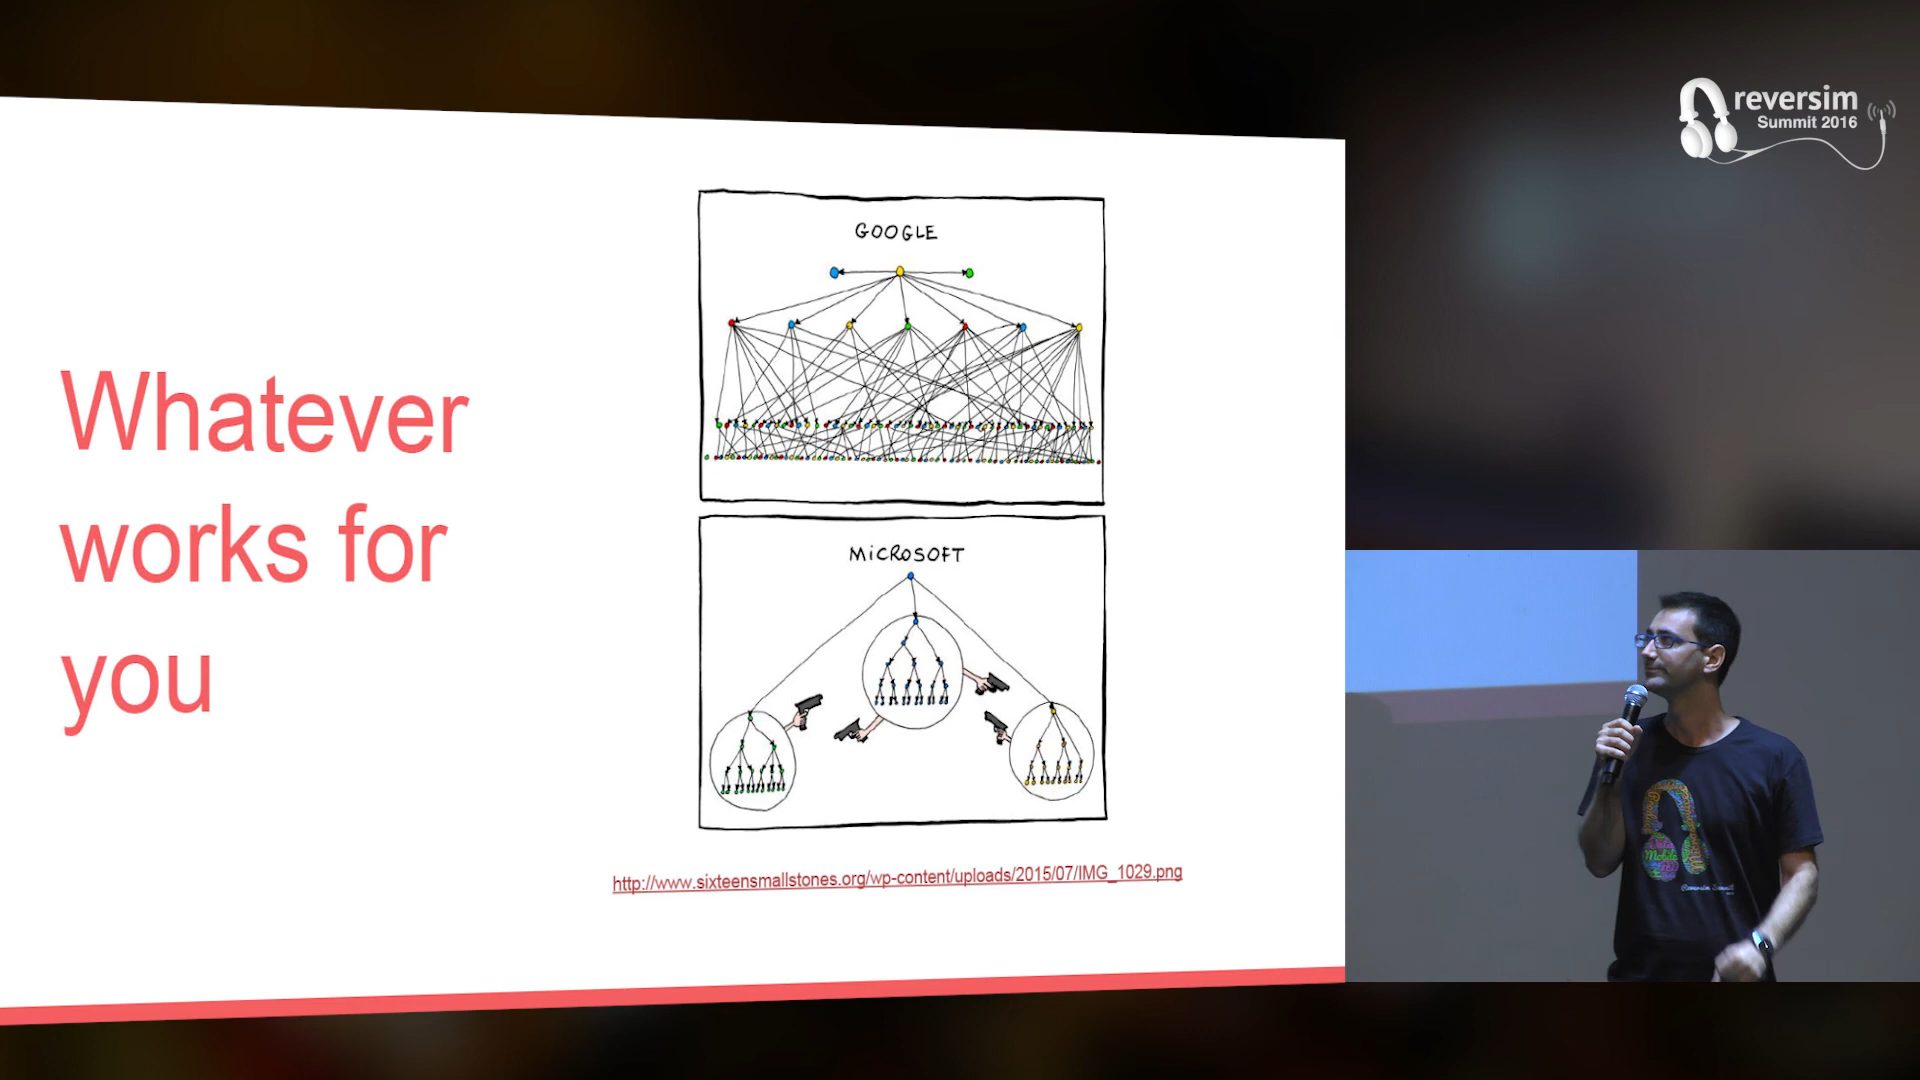 reversim
Summit 2016
GOOGLE
Whatever
works for
you
MiCROSOFT
http://www.sixteensmallstones.org/wp-content/uploads/2015/07/IMG_1029.png
Mobile